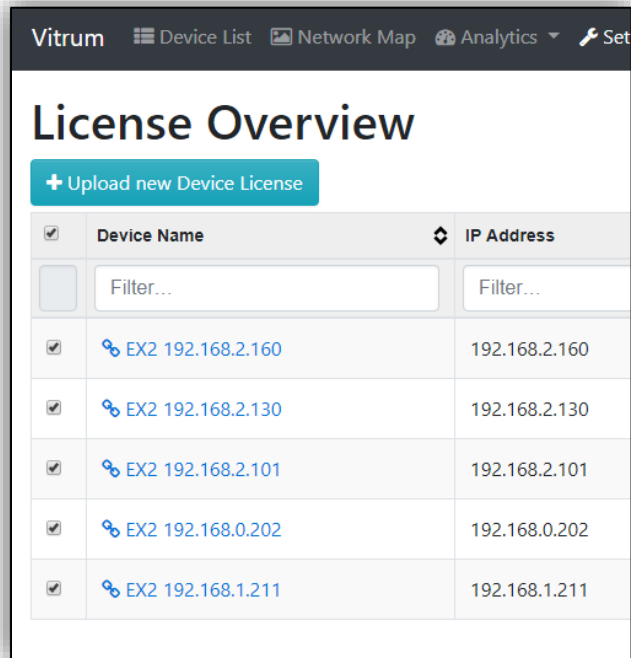 Vitrum Device List Network Map Analytics Set
License Overview
+ Upload new Device License
Device Name IP Address
Filter... Filter...
EX2 192.168.2.160 192.168.2.160
EX2 192.168.2.130 192.168.2.130
EX2 192.168.2.101 192.168.2.101
EX2 192.168.0.202 192.168.0.202
EX2 192.168.1.211 192.168.1.211